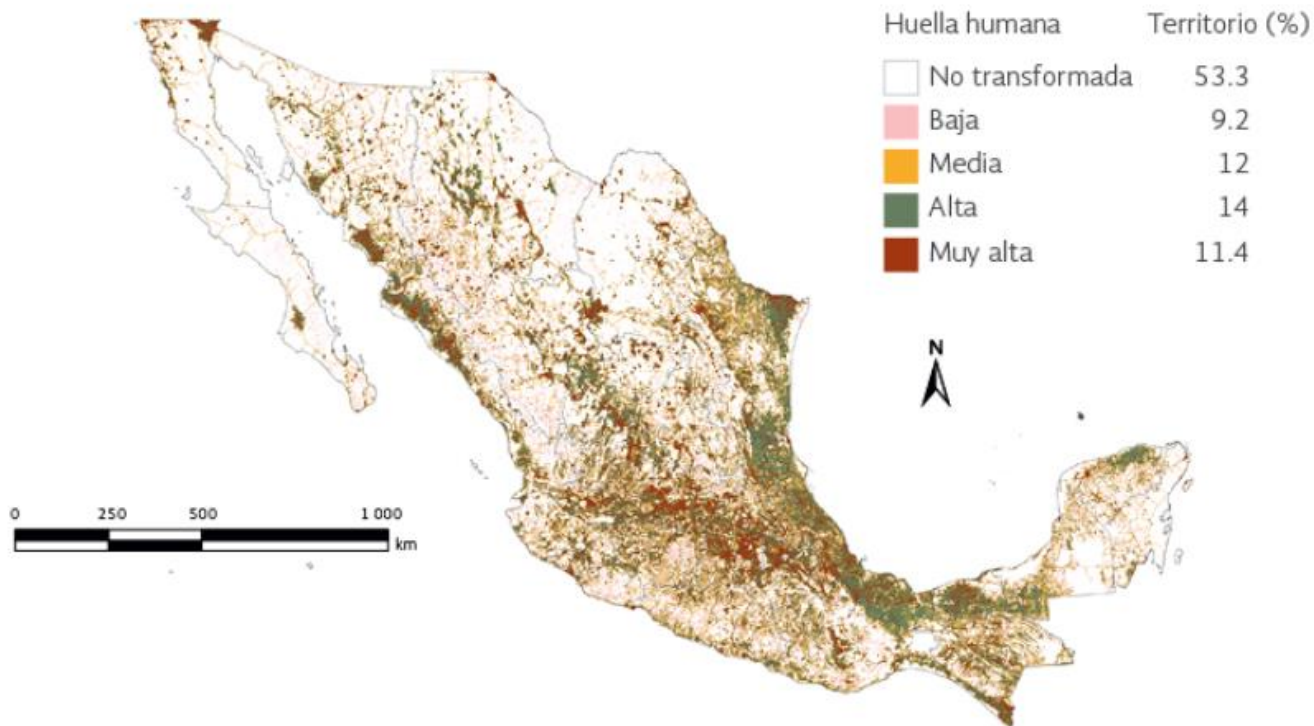 Huella humana Territorio (%)
No transformada 53.3
Baja 9.2
Media 12
Alta 14
Muy alta 11.4
N
0 250 500 1 000
km